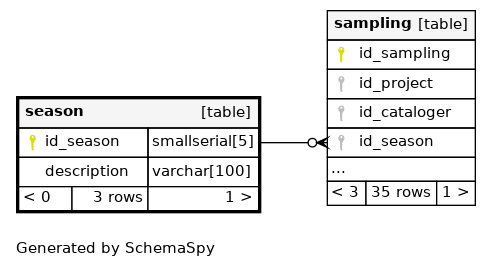 season [table]
id_season smallserial[5]
description varchar[100]
< 0 3 rows 1 >
sampling [table]
id_sampling
id_project
id_cataloger
id_season
...
< 3 35 rows 1 >
Generated by SchemaSpy